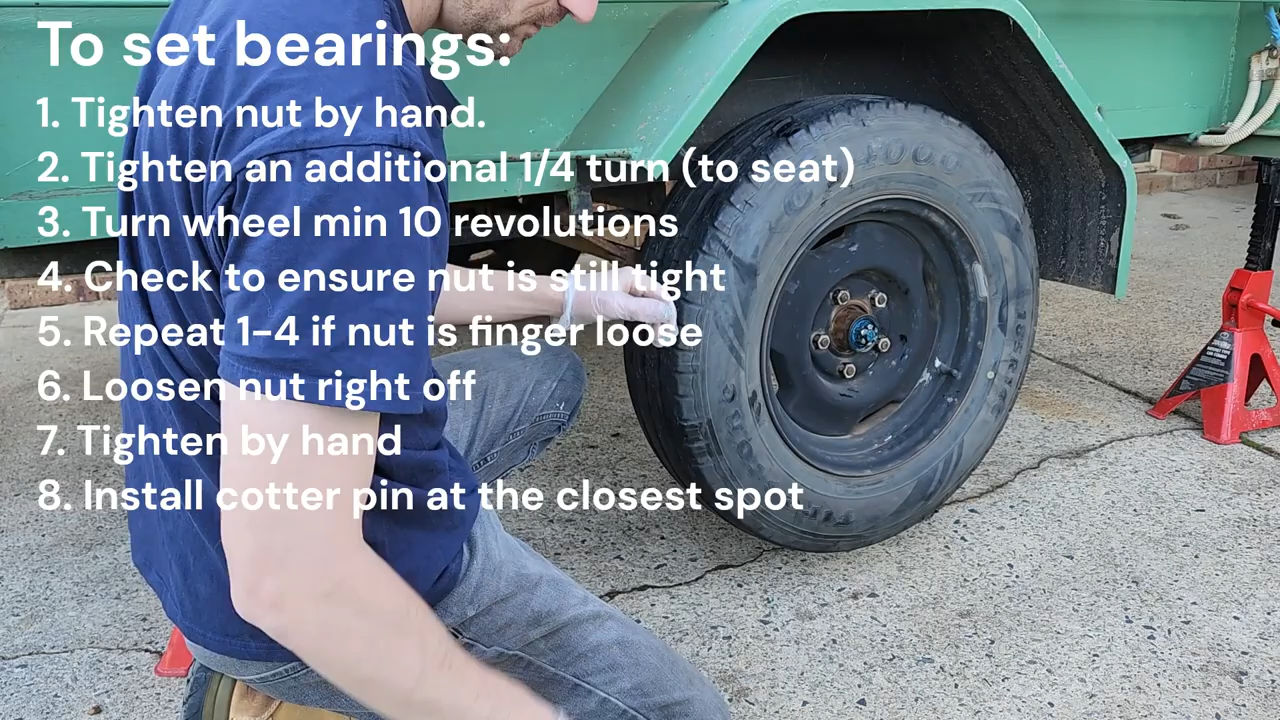 To set bearings:
1. Tighten nut by hand.
2. Tighten an additional 1/4 turn (to seat)
3. Turn wheel min 10 revolutions
4. Check to ensure nut is still tight
5. Repeat 1-4 if nut is finger loose
6. Loosen nut right off
7. Tighten by hand
8. Install cotter pin at the closest spot